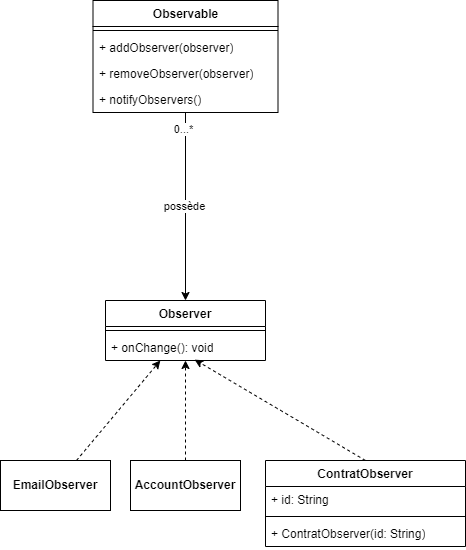 Observable
+ addObserver(observer)
+ removeObserver(observer)
+ notifyObservers()
0...*
possède
Observer
+ onChange(): void
EmailObserver
AccountObserver
ContratObserver
+ id: String
+ ContratObserver(id: String)